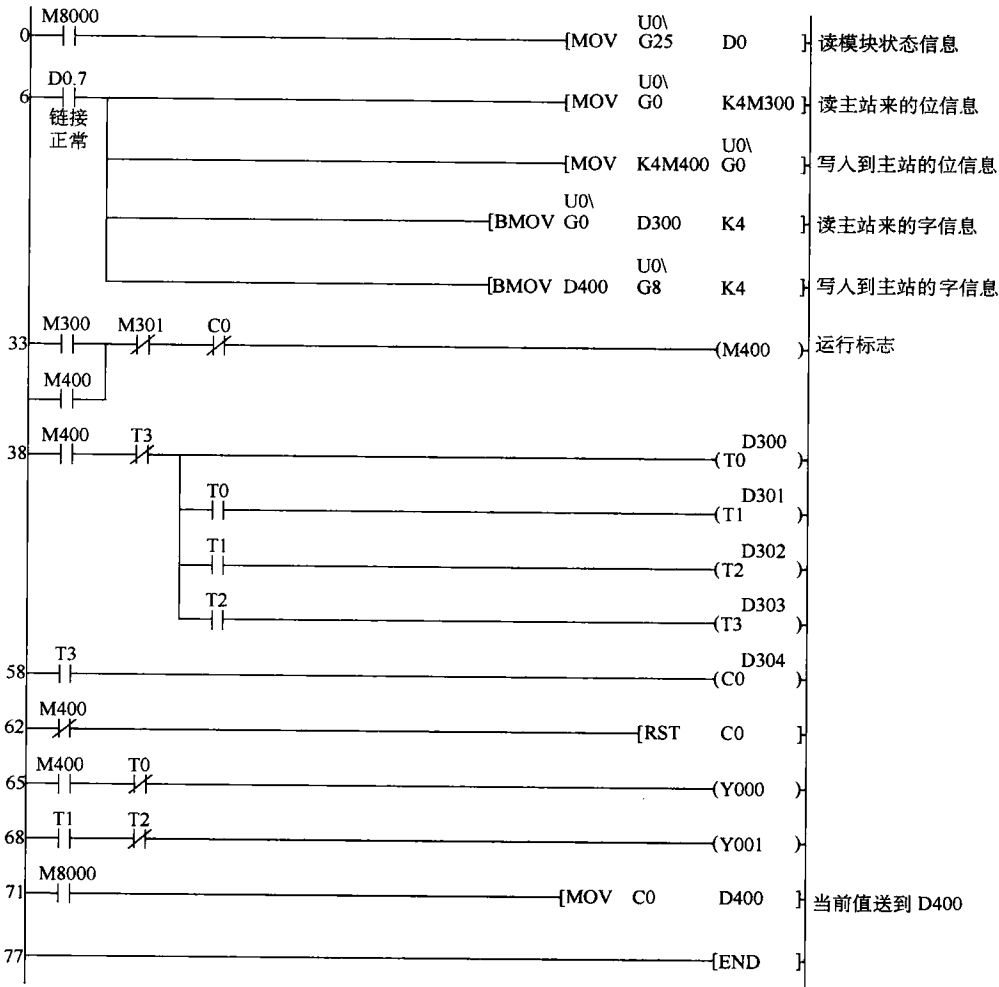 M8000
0
[MOV U0\G25 D0 ] 读模块状态信息
D0.7
6
链接
正常
[MOV U0\G0 K4M300 ] 读主站来的位信息
[MOV K4M400 U0\G0 ] 写人到主站的位信息
[BMOV U0\G0 D300 K4 ] 读主站来的字信息
[BMOV D400 U0\G8 K4 ] 写人到主站的字信息
M300 M301 C0
33
(M400 ) 运行标志
M400
M400 T3 D300
38
(T0 )
T0 D301
(T1 )
T1 D302
(T2 )
T2 D303
(T3 )
T3 D304
58
(C0 )
M400
62
[RST C0 ]
M400 T0
65
(Y000 )
T1 T2
68
(Y001 )
M8000
71
[MOV C0 D400 ] 当前值送到 D400
77
[END ]